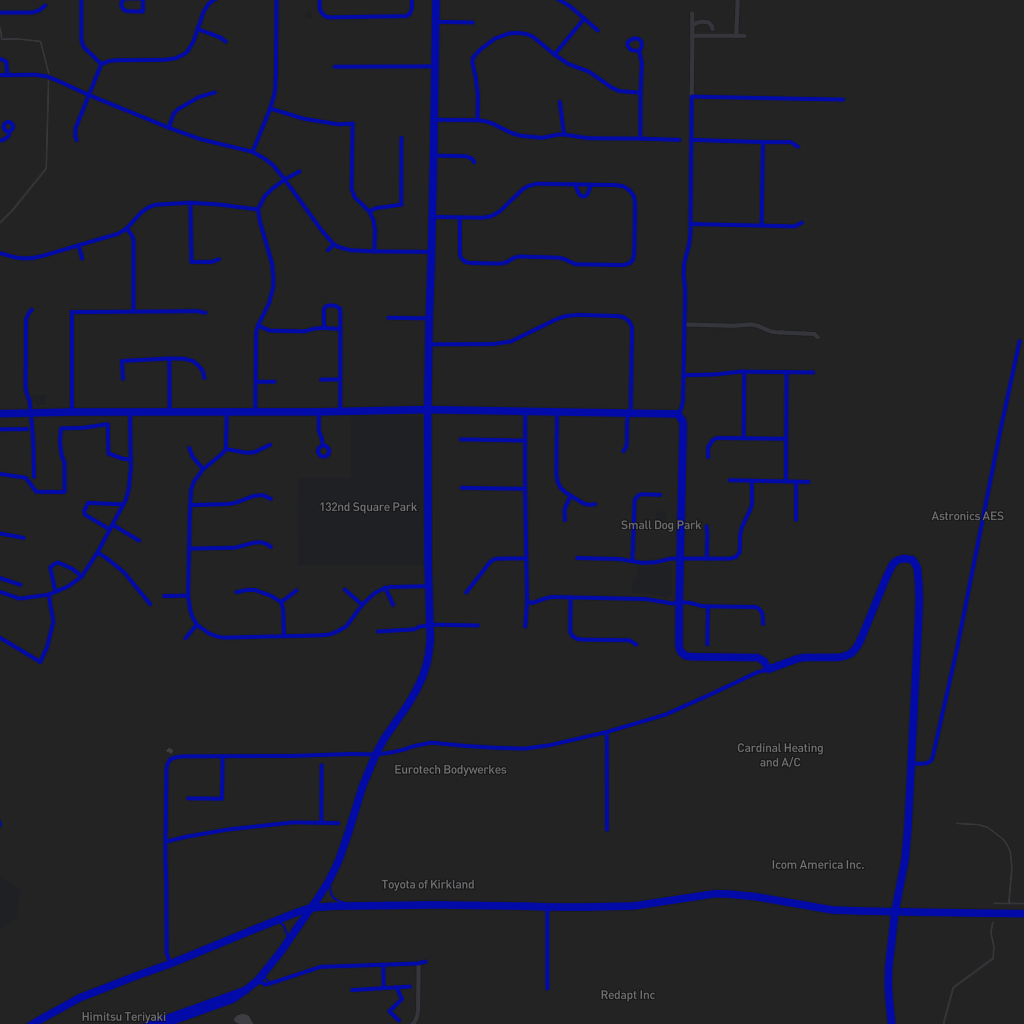 132nd Square Park
Astronics AES
Small Dog Park
Cardinal Heating
and A/C
Eurotech Bodywerkes
Icom America Inc.
Toyota of Kirkland
Redapt Inc
Himitsu Teriyaki